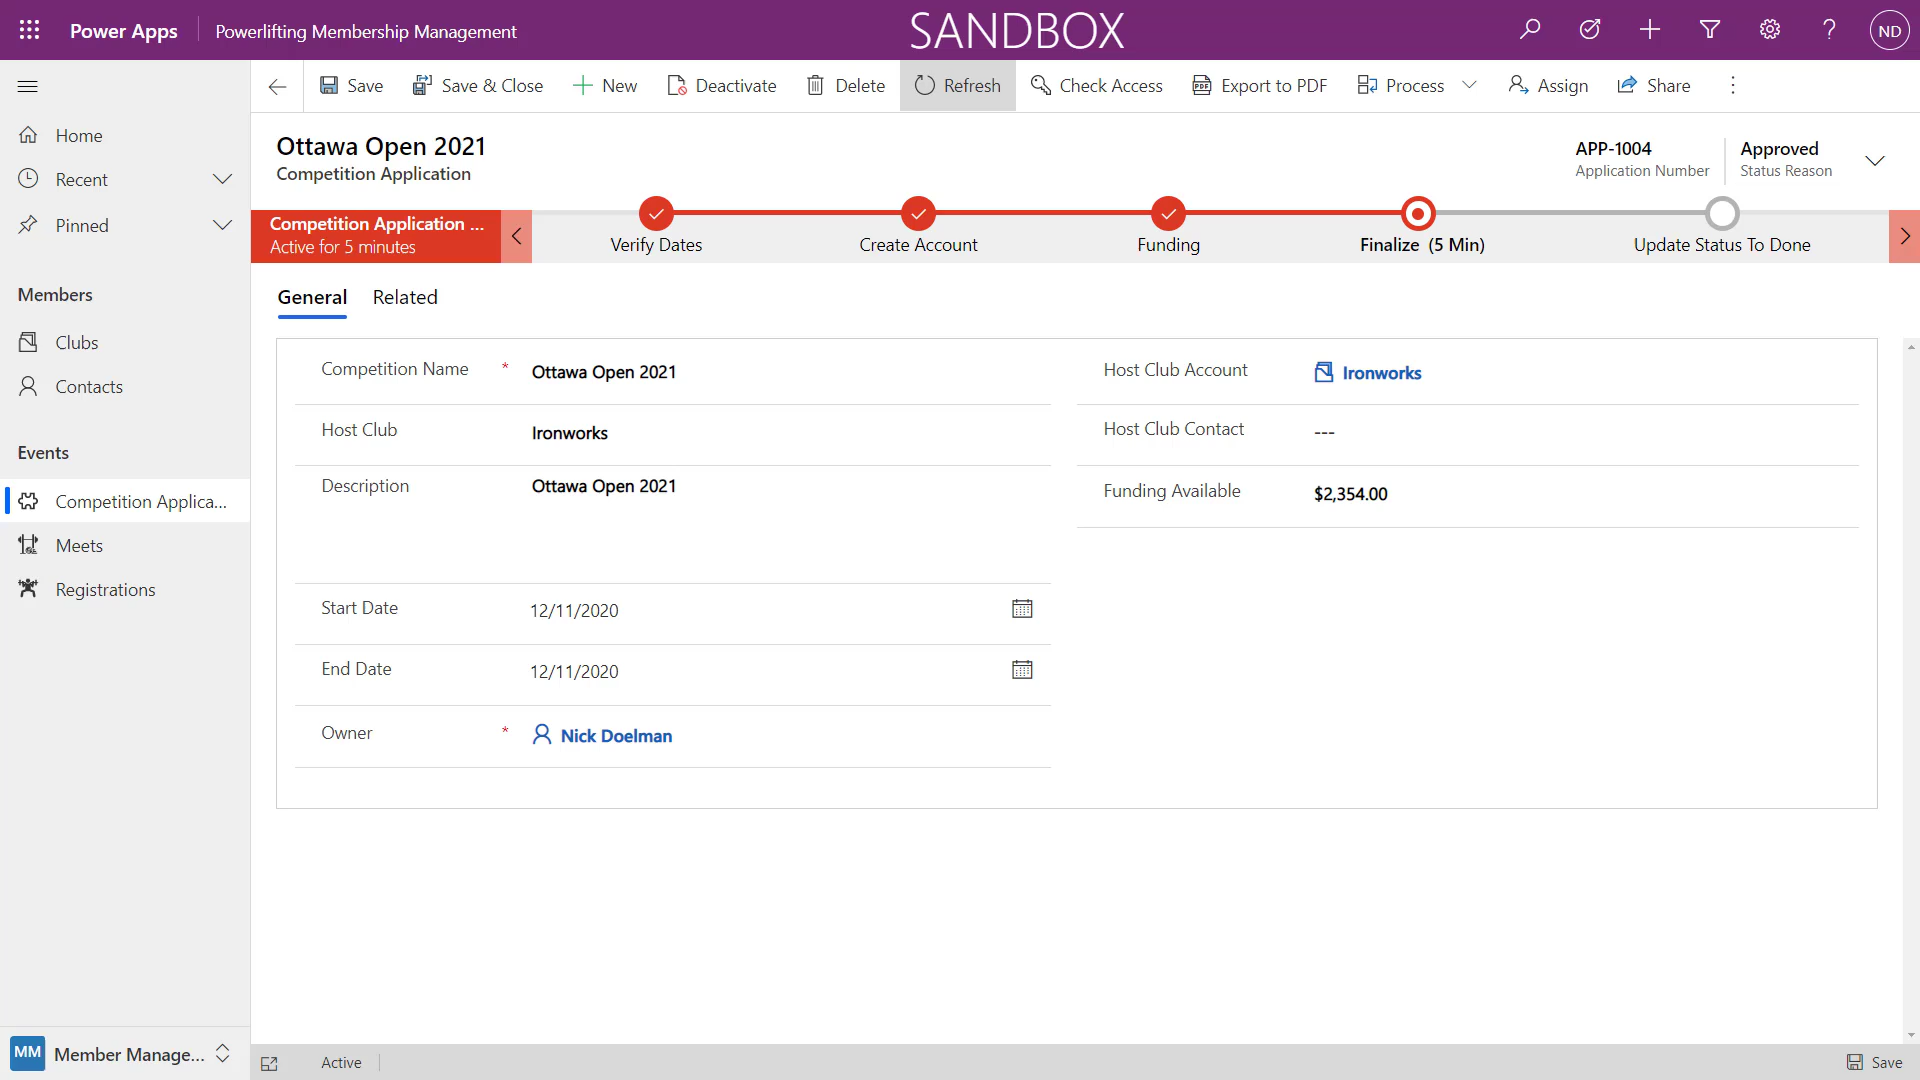 Power Apps
Powerlifting Membership Management
SANDBOX
ND
Save
Save & Close
New
Deactivate
Delete
Refresh
Check Access
PDF
Export to PDF
Process
Assign
Share
Home
Recent
Pinned
Members
Clubs
Contacts
Events
Competition Applica...
Meets
Registrations
MM
Member Manage...
Ottawa Open 2021
Competition Application
APP-1004
Application Number
Approved
Status Reason
Competition Application ...
Active for 5 minutes
Verify Dates
Create Account
Funding
Finalize (5 Min)
Update Status To Done
General
Related
Competition Name *
Ottawa Open 2021
Host Club
Ironworks
Description
Ottawa Open 2021
Start Date
12/11/2020
End Date
12/11/2020
Owner *
Nick Doelman
Host Club Account
Ironworks
Host Club Contact
---
Funding Available
$2,354.00
Active
Save